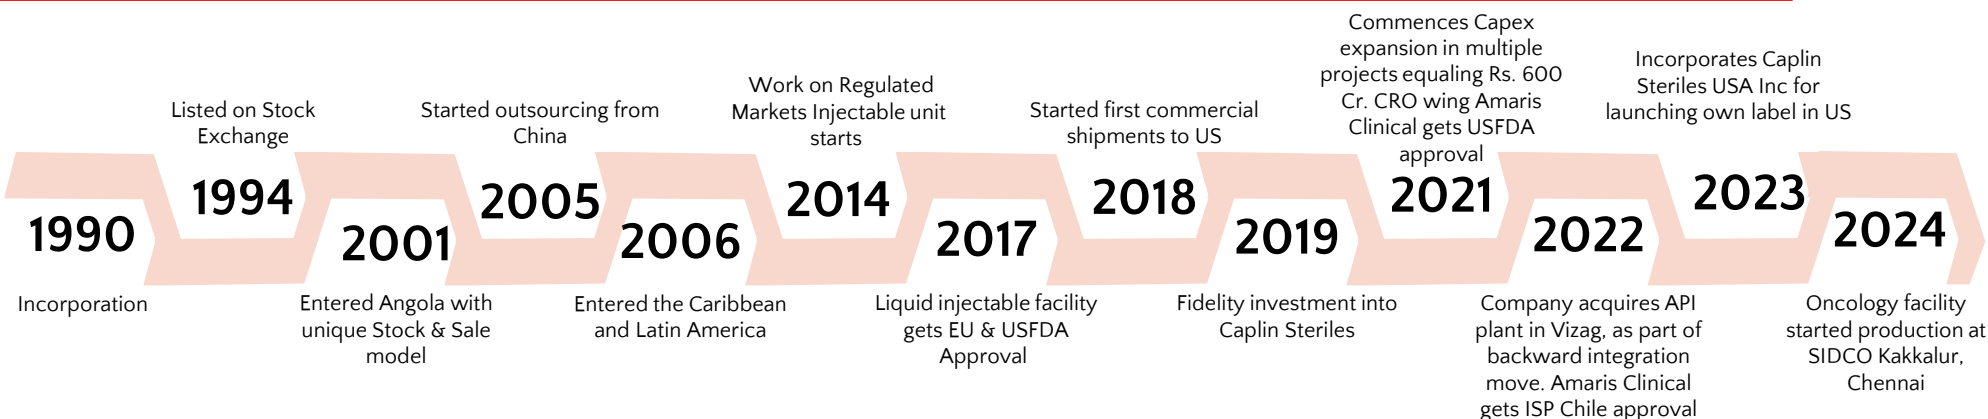 1990
Incorporation
Listed on Stock
Exchange
1994
2001
Entered Angola with
unique Stock & Sale
model
Started outsourcing from
China
2005
2006
Entered the Caribbean
and Latin America
Work on Regulated
Markets Injectable unit
starts
2014
2017
Liquid injectable facility
gets EU & USFDA
Approval
Started first commercial
shipments to US
2018
2019
Fidelity investment into
Caplin Steriles
Commences Capex
expansion in multiple
projects equaling Rs. 600
Cr. CRO wing Amaris
Clinical gets USFDA
approval
2021
2022
Company acquires API
plant in Vizag, as part of
backward integration
move. Amaris Clinical
gets ISP Chile approval
Incorporates Caplin
Steriles USA Inc for
launching own label in US
2023
2024
Oncology facility
started production at
SIDCO Kakkalur,
Chennai